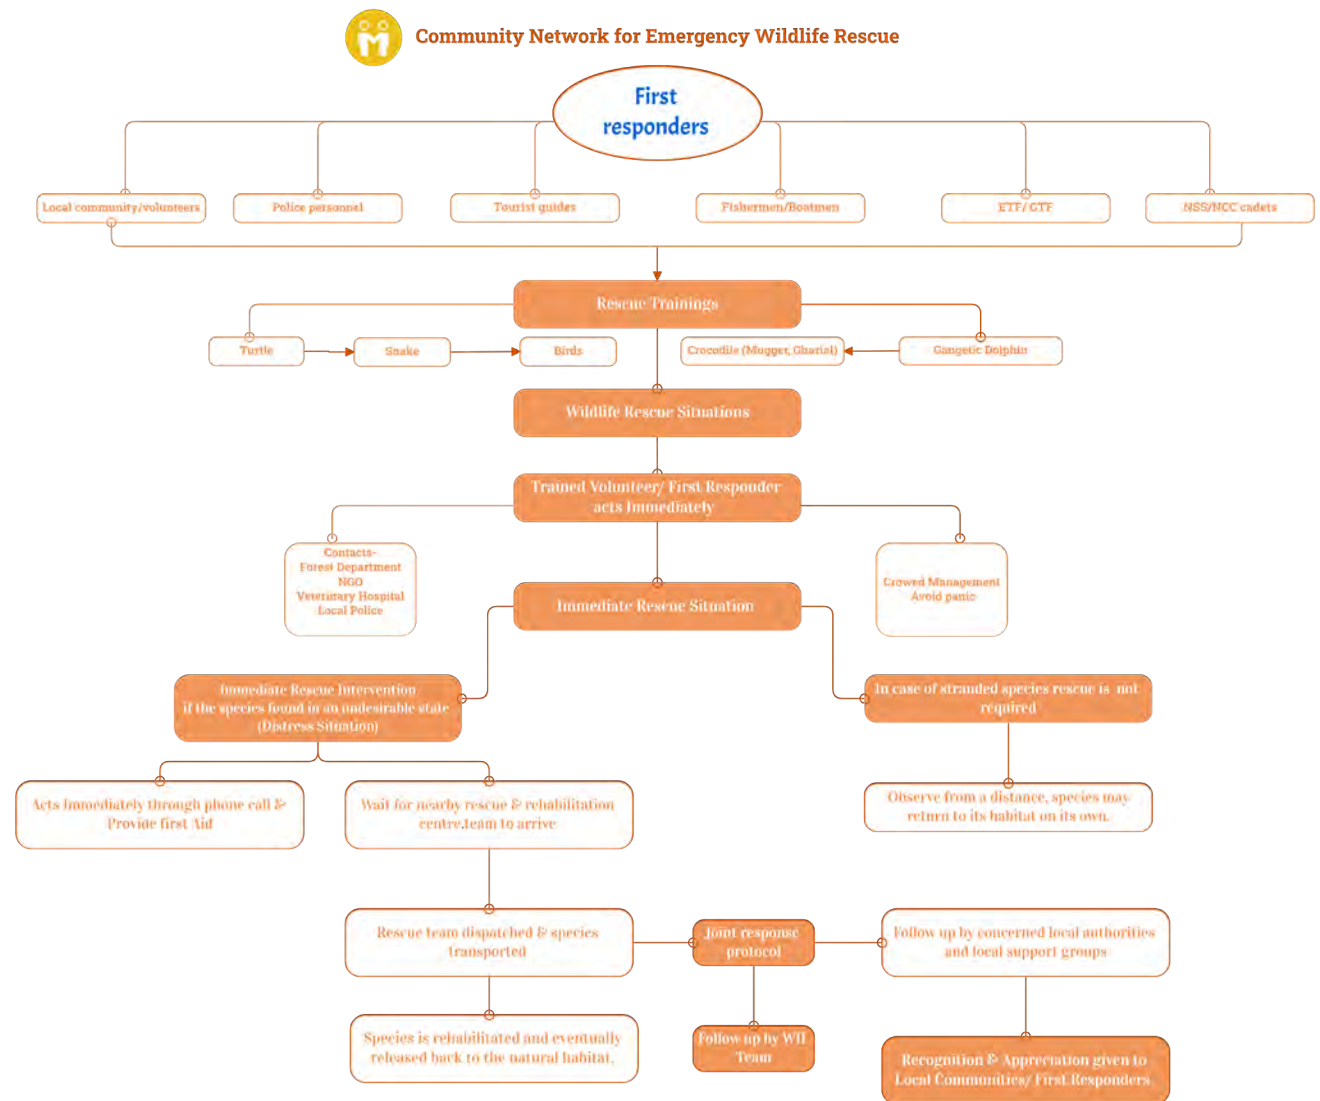 Community Network for Emergency Wildlife Rescue
First
responders
Local community/volunteers
Police personnel
Tourist guides
Fishermen/Boatmen
ETF/ GTF
NSS/NCC cadets
Rescue Trainings
Turtle
Snake
Birds
Crocodile (Mugger, Gharial)
Gangetic Dolphin
Wildlife Rescue Situations
Trained Volunteer/ First Responder
acts Immediately
Contacts-
Forest Department
NGO
Veterinary Hospital
Local Police
Crowed Management
Avoid panic
Immediate Rescue Situation
Immediate Rescue Intervention
if the species found in an undesirable state
(Distress Situation)
In case of stranded species rescue is not
required
Acts Immediately through phone call &
Provide first Aid
Wait for nearby rescue & rehabilitation
centre,team to arrive
Observe from a distance, species may
return to its habitat on its own.
Rescue team dispatched & species
transported
Joint response
protocol
Follow up by concerned local authorities
and local support groups
Species is rehabilitated and eventually
released back to the natural habitat.
Follow up by WII
Team
Recognition & Appreciation given to
Local Communities/ First Responders